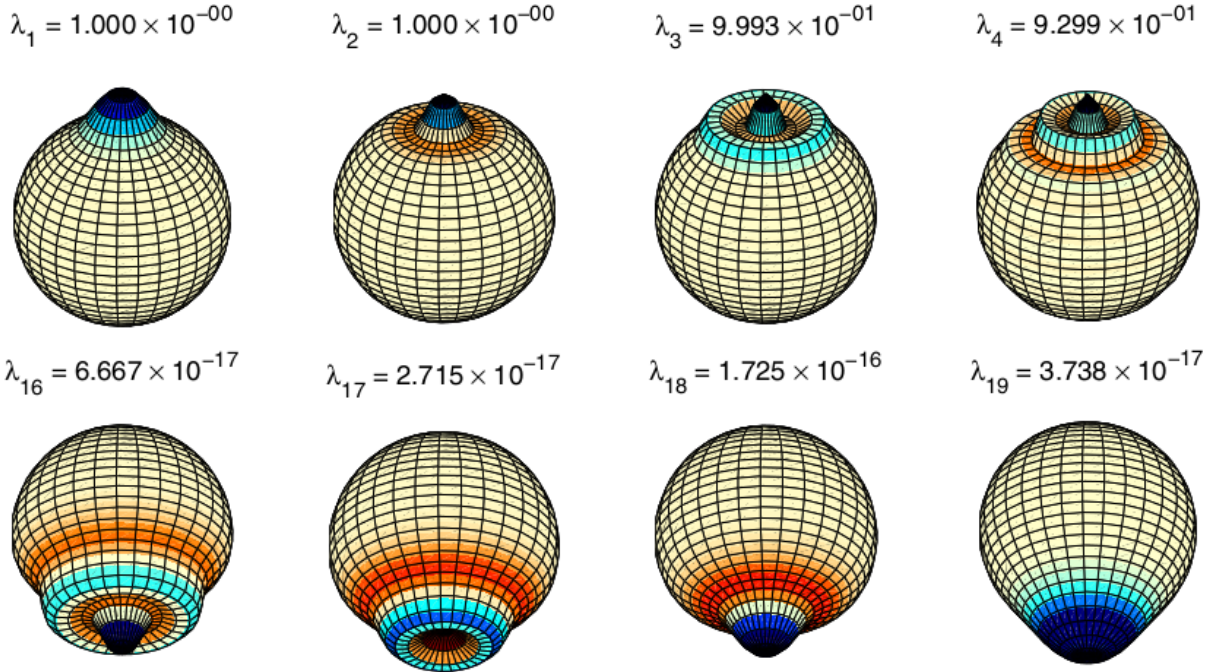 λ₁ = 1.000 × 10⁻⁰⁰
λ₂ = 1.000 × 10⁻⁰⁰
λ₃ = 9.993 × 10⁻⁰¹
λ₄ = 9.299 × 10⁻⁰¹
λ₁₆ = 6.667 × 10⁻¹⁷
λ₁₇ = 2.715 × 10⁻¹⁷
λ₁₈ = 1.725 × 10⁻¹⁶
λ₁₉ = 3.738 × 10⁻¹⁷